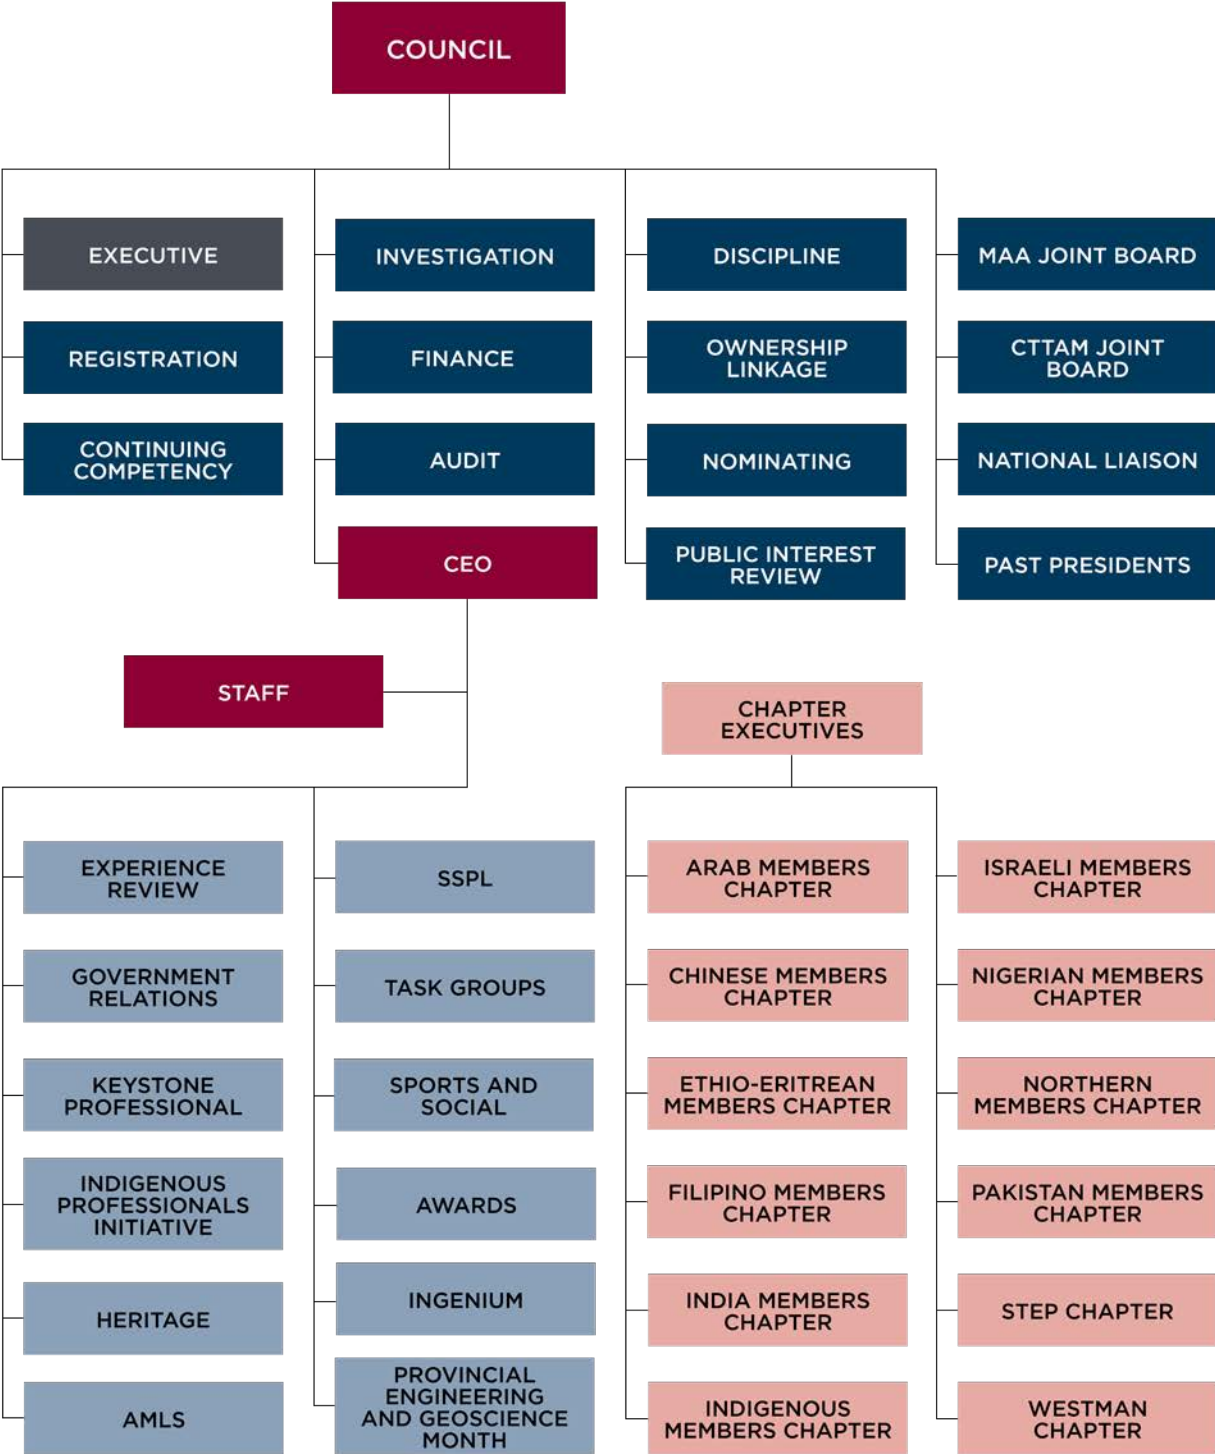 COUNCIL
EXECUTIVE
INVESTIGATION
DISCIPLINE
MAA JOINT BOARD
REGISTRATION
FINANCE
OWNERSHIP
LINKAGE
CTTAM JOINT
BOARD
CONTINUING
COMPETENCY
AUDIT
NOMINATING
NATIONAL LIAISON
CEO
PUBLIC INTEREST
REVIEW
PAST PRESIDENTS
STAFF
CHAPTER
EXECUTIVES
EXPERIENCE
REVIEW
SSPL
ARAB MEMBERS
CHAPTER
ISRAELI MEMBERS
CHAPTER
GOVERNMENT
RELATIONS
TASK GROUPS
CHINESE MEMBERS
CHAPTER
NIGERIAN MEMBERS
CHAPTER
KEYSTONE
PROFESSIONAL
SPORTS AND
SOCIAL
ETHIO-ERITREAN
MEMBERS CHAPTER
NORTHERN
MEMBERS CHAPTER
INDIGENOUS
PROFESSIONALS
INITIATIVE
AWARDS
FILIPINO MEMBERS
CHAPTER
PAKISTAN MEMBERS
CHAPTER
HERITAGE
INGENIUM
INDIA MEMBERS
CHAPTER
STEP CHAPTER
AMLS
PROVINCIAL
ENGINEERING
AND GEOSCIENCE
MONTH
INDIGENOUS
MEMBERS CHAPTER
WESTMAN
CHAPTER